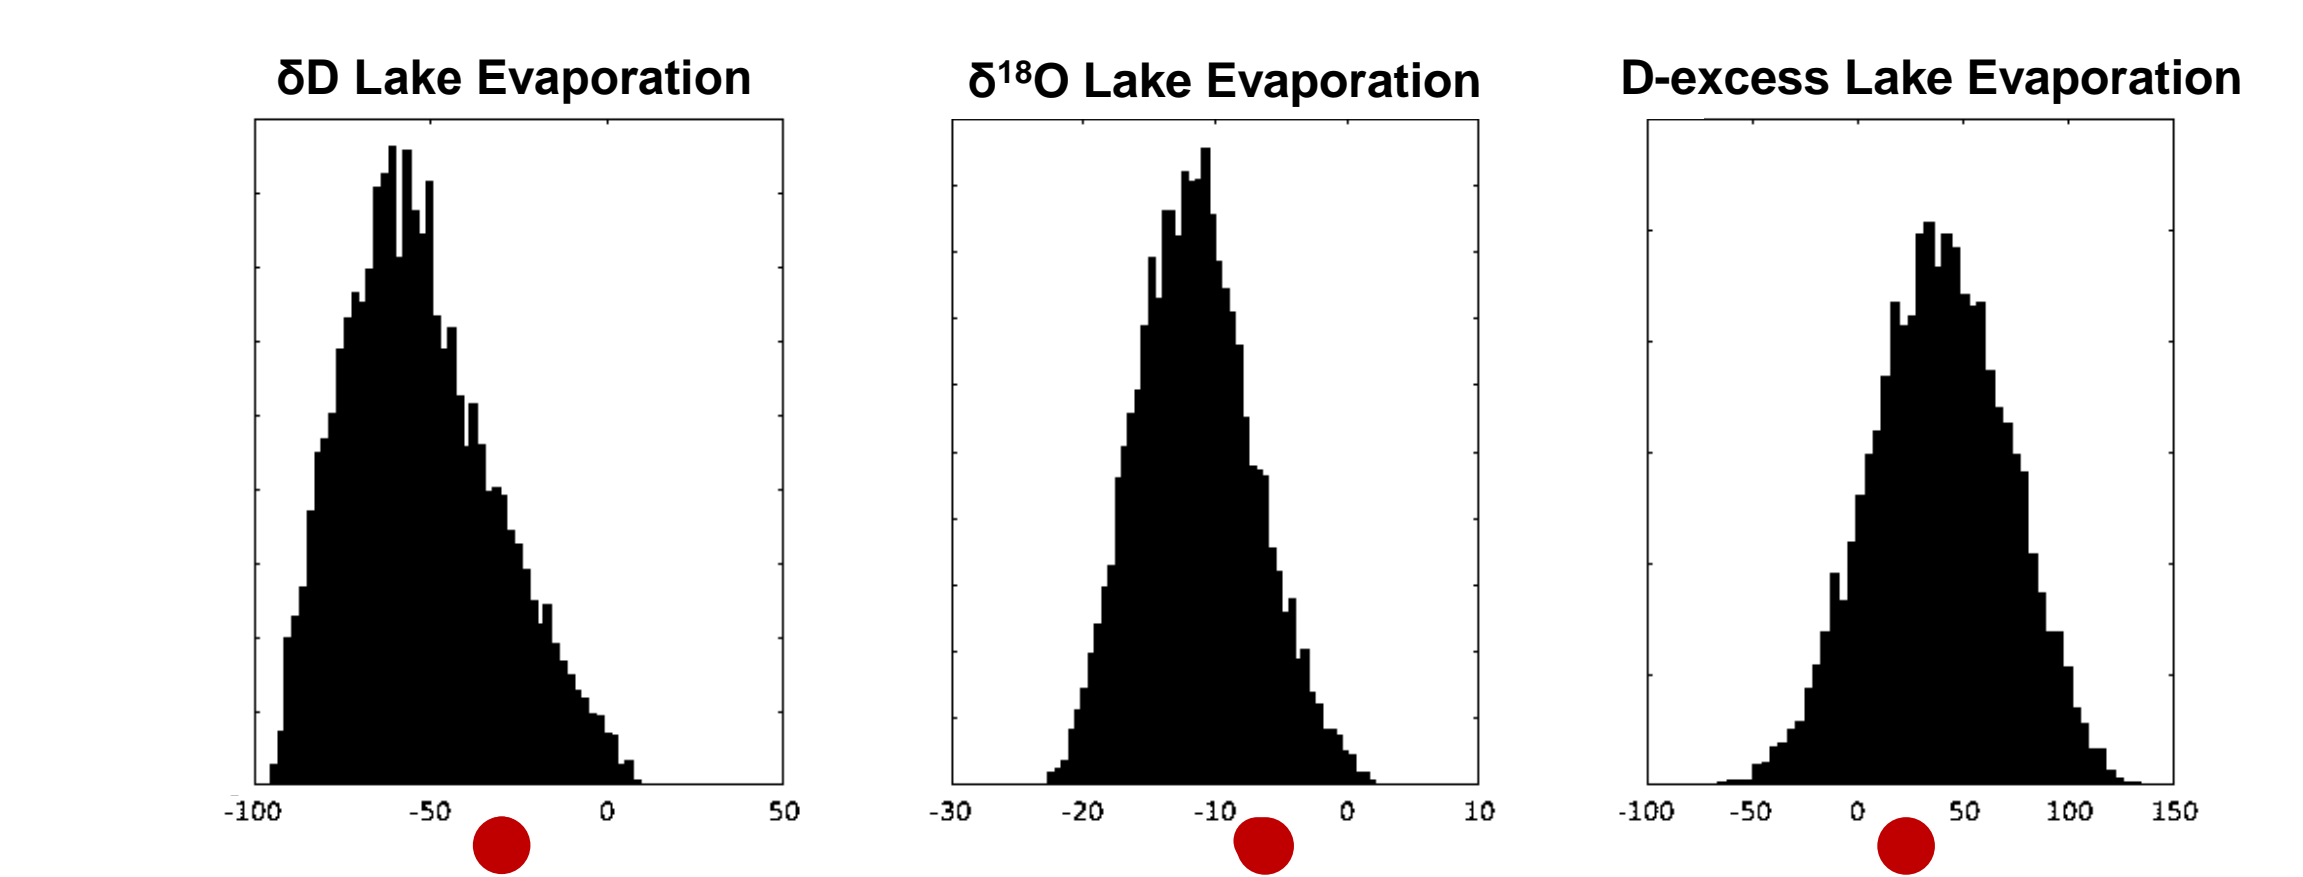 δD Lake Evaporation
δ¹⁸O Lake Evaporation
D-excess Lake Evaporation
-100 -50 0 50
-30 -20 -10 0 10
-100 -50 0 50 100 150